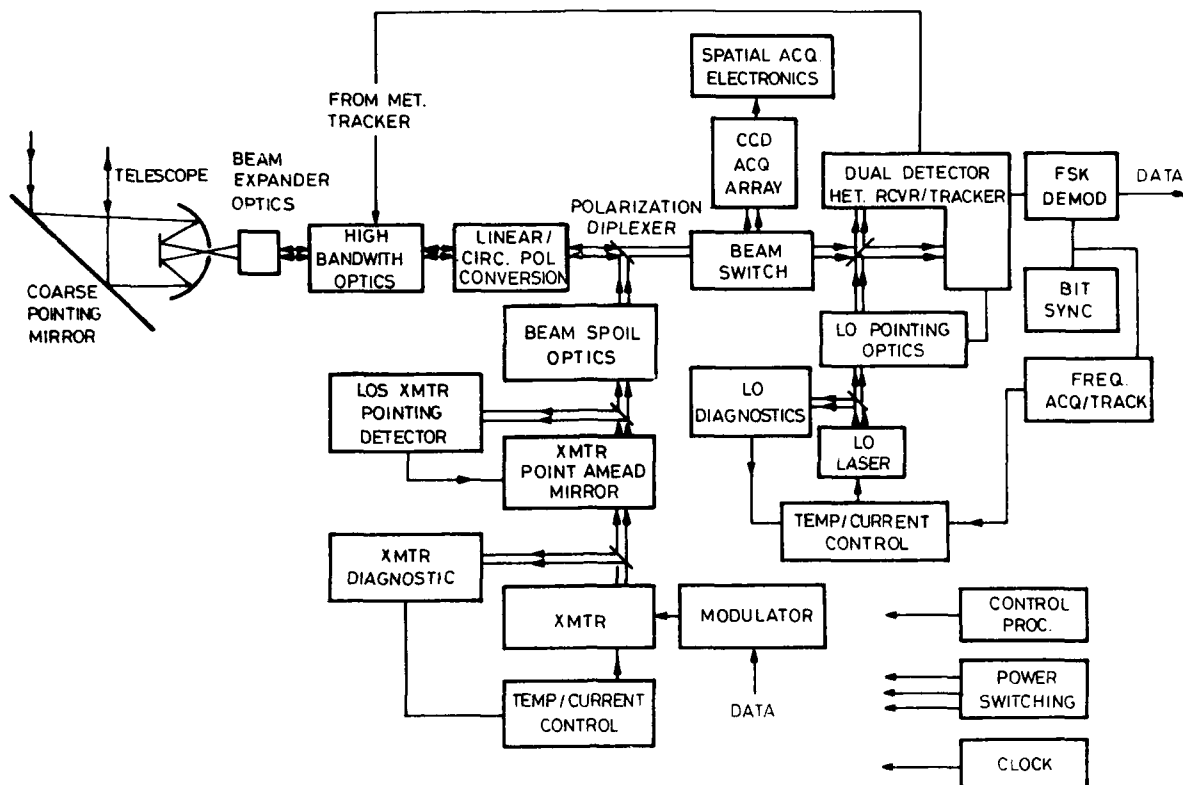 SPATIAL ACQ.
ELECTRONICS
FROM MET.
TRACKER
CCD
ACQ
ARRAY
TELESCOPE
BEAM
EXPANDER
OPTICS
DUAL DETECTOR
HET. RCVR/TRACKER
FSK
DEMOD
DATA
POLARIZATION
DIPLEXER
HIGH
BANDWITH
OPTICS
LINEAR/
CIRC. POL
CONVERSION
BEAM
SWITCH
COARSE
POINTING
MIRROR
BIT
SYNC
BEAM SPOIL
OPTICS
LO POINTING
OPTICS
LOS XMTR
POINTING
DETECTOR
LO
DIAGNOSTICS
FREQ.
ACQ/TRACK
XMTR
POINT AMEAD
MIRROR
LO
LASER
TEMP/CURRENT
CONTROL
XMTR
DIAGNOSTIC
XMTR
MODULATOR
CONTROL
PROC.
TEMP/CURRENT
CONTROL
DATA
POWER
SWITCHING
CLOCK